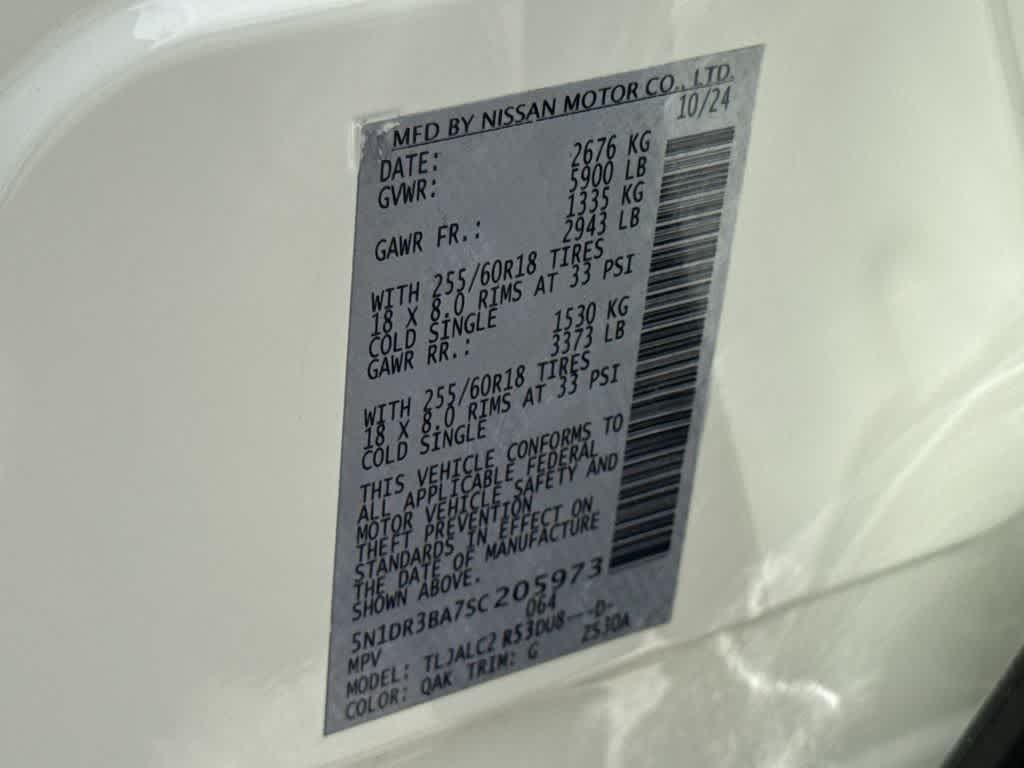 MFD BY NISSAN MOTOR CO., LTD.
DATE: 10/24
GVWR: 2676 KG
5900 LB
GAWR FR.: 1335 KG
2943 LB
WITH 255/60R18 TIRES
18 X 8.0 RIMS AT 33 PSI
COLD SINGLE
GAWR RR.: 1530 KG
3373 LB
WITH 255/60R18 TIRES
18 X 8.0 RIMS AT 33 PSI
COLD SINGLE
THIS VEHICLE CONFORMS TO
ALL APPLICABLE FEDERAL
MOTOR VEHICLE SAFETY AND
THEFT PREVENTION
STANDARDS IN EFFECT ON
THE DATE OF MANUFACTURE
SHOWN ABOVE.
5N1DR3BA7SC205973
MPV 064
MODEL: TLJALC2 R53DU8---D-
COLOR: QAK TRIM: G ZS3DA